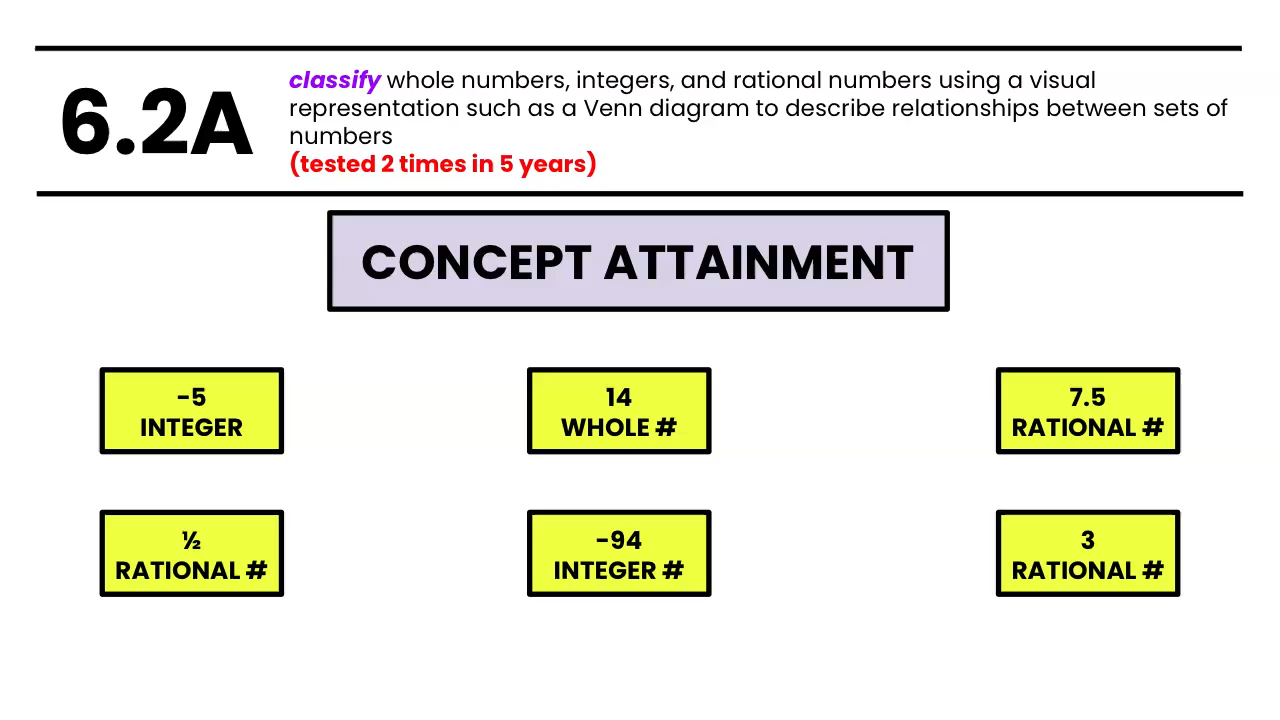 6.2A
classify whole numbers, integers, and rational numbers using a visual
representation such as a Venn diagram to describe relationships between sets of
numbers
(tested 2 times in 5 years)
CONCEPT ATTAINMENT
-5
INTEGER
14
WHOLE #
7.5
RATIONAL #
½
RATIONAL #
-94
INTEGER #
3
RATIONAL #